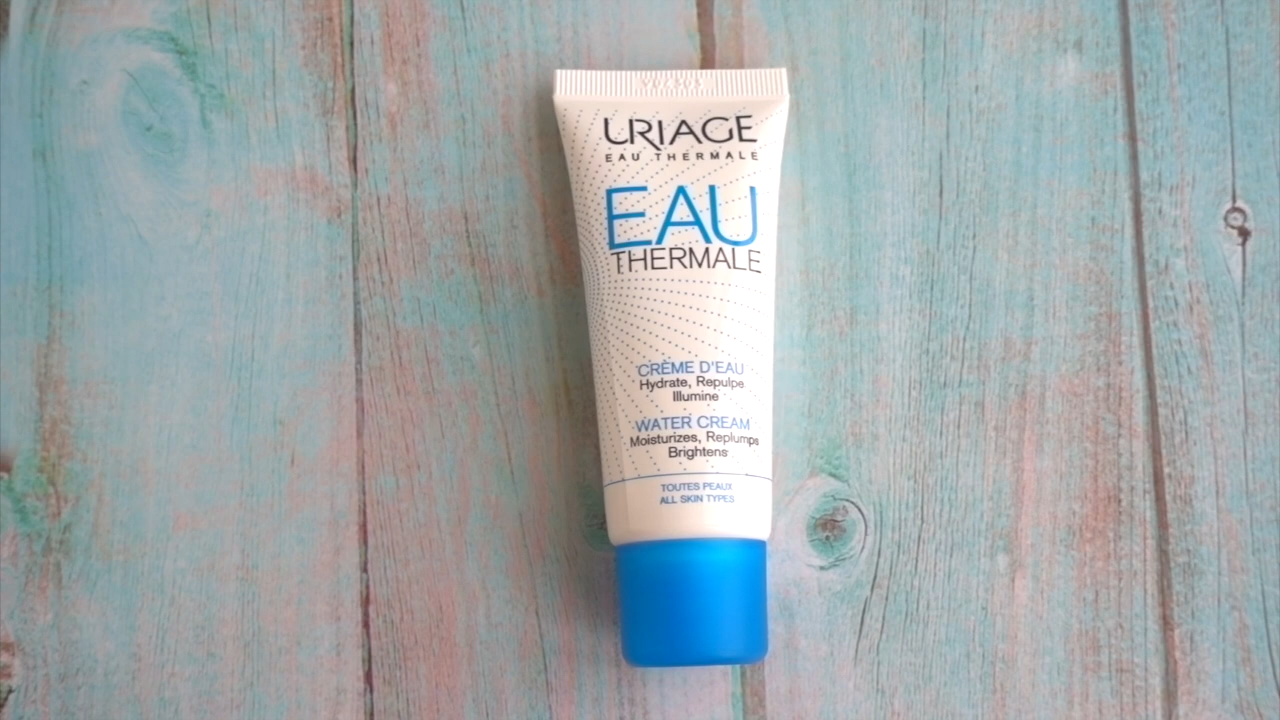 URIAGE
EAU THERMALE
EAU
THERMALE
CRÈME D'EAU
Hydrate, Repulpe
Illumine
WATER CREAM
Moisturizes, Replumps
Brightens
TOUTES PEAUX
ALL SKIN TYPES